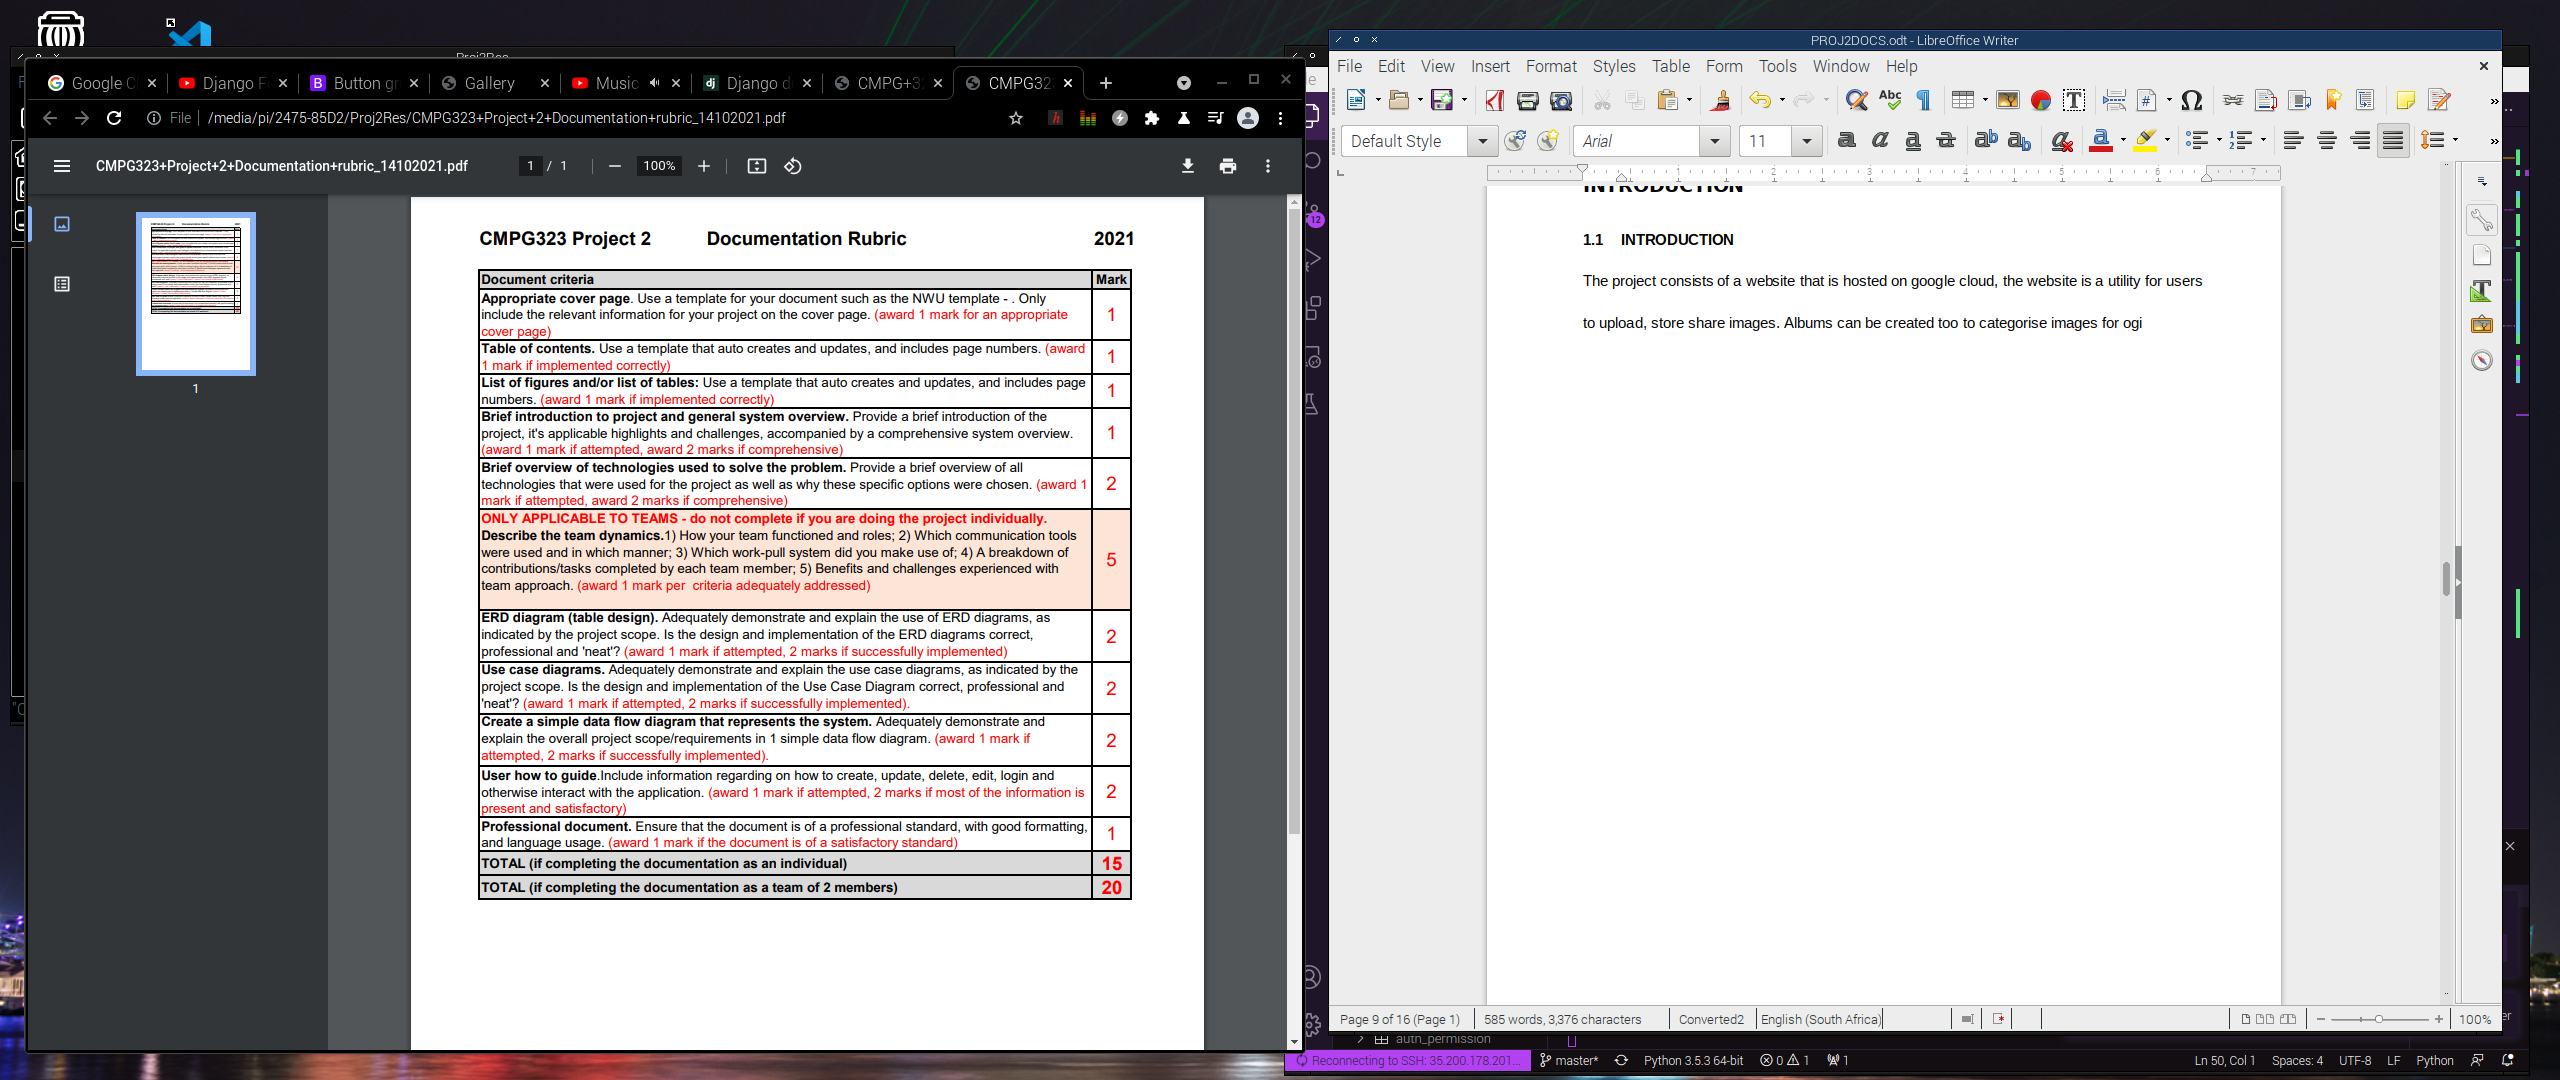 Proj2Res
Google C
Django F
Button gr
Gallery
Music
Django d
CMPG+3
CMPG323
File | /media/pi/2475-85D2/Proj2Res/CMPG323+Project+2+Documentation+rubric_14102021.pdf
CMPG323+Project+2+Documentation+rubric_14102021.pdf
1 / 1
100%
1
CMPG323 Project 2 Documentation Rubric 2021
Document criteria Mark
Appropriate cover page. Use a template for your document such as the NWU template - . Only
include the relevant information for your project on the cover page. (award 1 mark for an appropriate
cover page)
1
Table of contents. Use a template that auto creates and updates, and includes page numbers. (award
1 mark if implemented correctly)
1
List of figures and/or list of tables: Use a template that auto creates and updates, and includes page
numbers. (award 1 mark if implemented correctly)
1
Brief introduction to project and general system overview. Provide a brief introduction of the
project, it's applicable highlights and challenges, accompanied by a comprehensive system overview.
(award 1 mark if attempted, award 2 marks if comprehensive)
1
Brief overview of technologies used to solve the problem. Provide a brief overview of all
technologies that were used for the project as well as why these specific options were chosen. (award 1
mark if attempted, award 2 marks if comprehensive)
2
ONLY APPLICABLE TO TEAMS - do not complete if you are doing the project individually.
Describe the team dynamics.1) How your team functioned and roles; 2) Which communication tools
were used and in which manner; 3) Which work-pull system did you make use of; 4) A breakdown of
contributions/tasks completed by each team member; 5) Benefits and challenges experienced with
team approach. (award 1 mark per criteria adequately addressed)
5
ERD diagram (table design). Adequately demonstrate and explain the use of ERD diagrams, as
indicated by the project scope. Is the design and implementation of the ERD diagrams correct,
professional and 'neat'? (award 1 mark if attempted, 2 marks if successfully implemented)
2
Use case diagrams. Adequately demonstrate and explain the use case diagrams, as indicated by the
project scope. Is the design and implementation of the Use Case Diagram correct, professional and
'neat'? (award 1 mark if attempted, 2 marks if successfully implemented).
2
Create a simple data flow diagram that represents the system. Adequately demonstrate and
explain the overall project scope/requirements in 1 simple data flow diagram. (award 1 mark if
attempted, 2 marks if successfully implemented).
2
User how to guide.Include information regarding on how to create, update, delete, edit, login and
otherwise interact with the application. (award 1 mark if attempted, 2 marks if most of the information is
present and satisfactory)
2
Professional document. Ensure that the document is of a professional standard, with good formatting,
and language usage. (award 1 mark if the document is of a satisfactory standard)
1
TOTAL (if completing the documentation as an individual) 15
TOTAL (if completing the documentation as a team of 2 members) 20
PROJ2DOCS.odt - LibreOffice Writer
File Edit View Insert Format Styles Table Form Tools Window Help
Default Style
Arial
11
1 2 3 4 5 6 7
INTRODUCTION
1.1 INTRODUCTION
The project consists of a website that is hosted on google cloud, the website is a utility for users
to upload, store share images. Albums can be created too to categorise images for ogi
Page 9 of 16 (Page 1) 585 words, 3,376 characters Converted2 English (South Africa) 100%
12
auth_permission
Reconnecting to SSH: 35.200.178.201... master* Python 3.5.3 64-bit 0 1 1 Ln 50, Col 1 Spaces: 4 UTF-8 LF Python